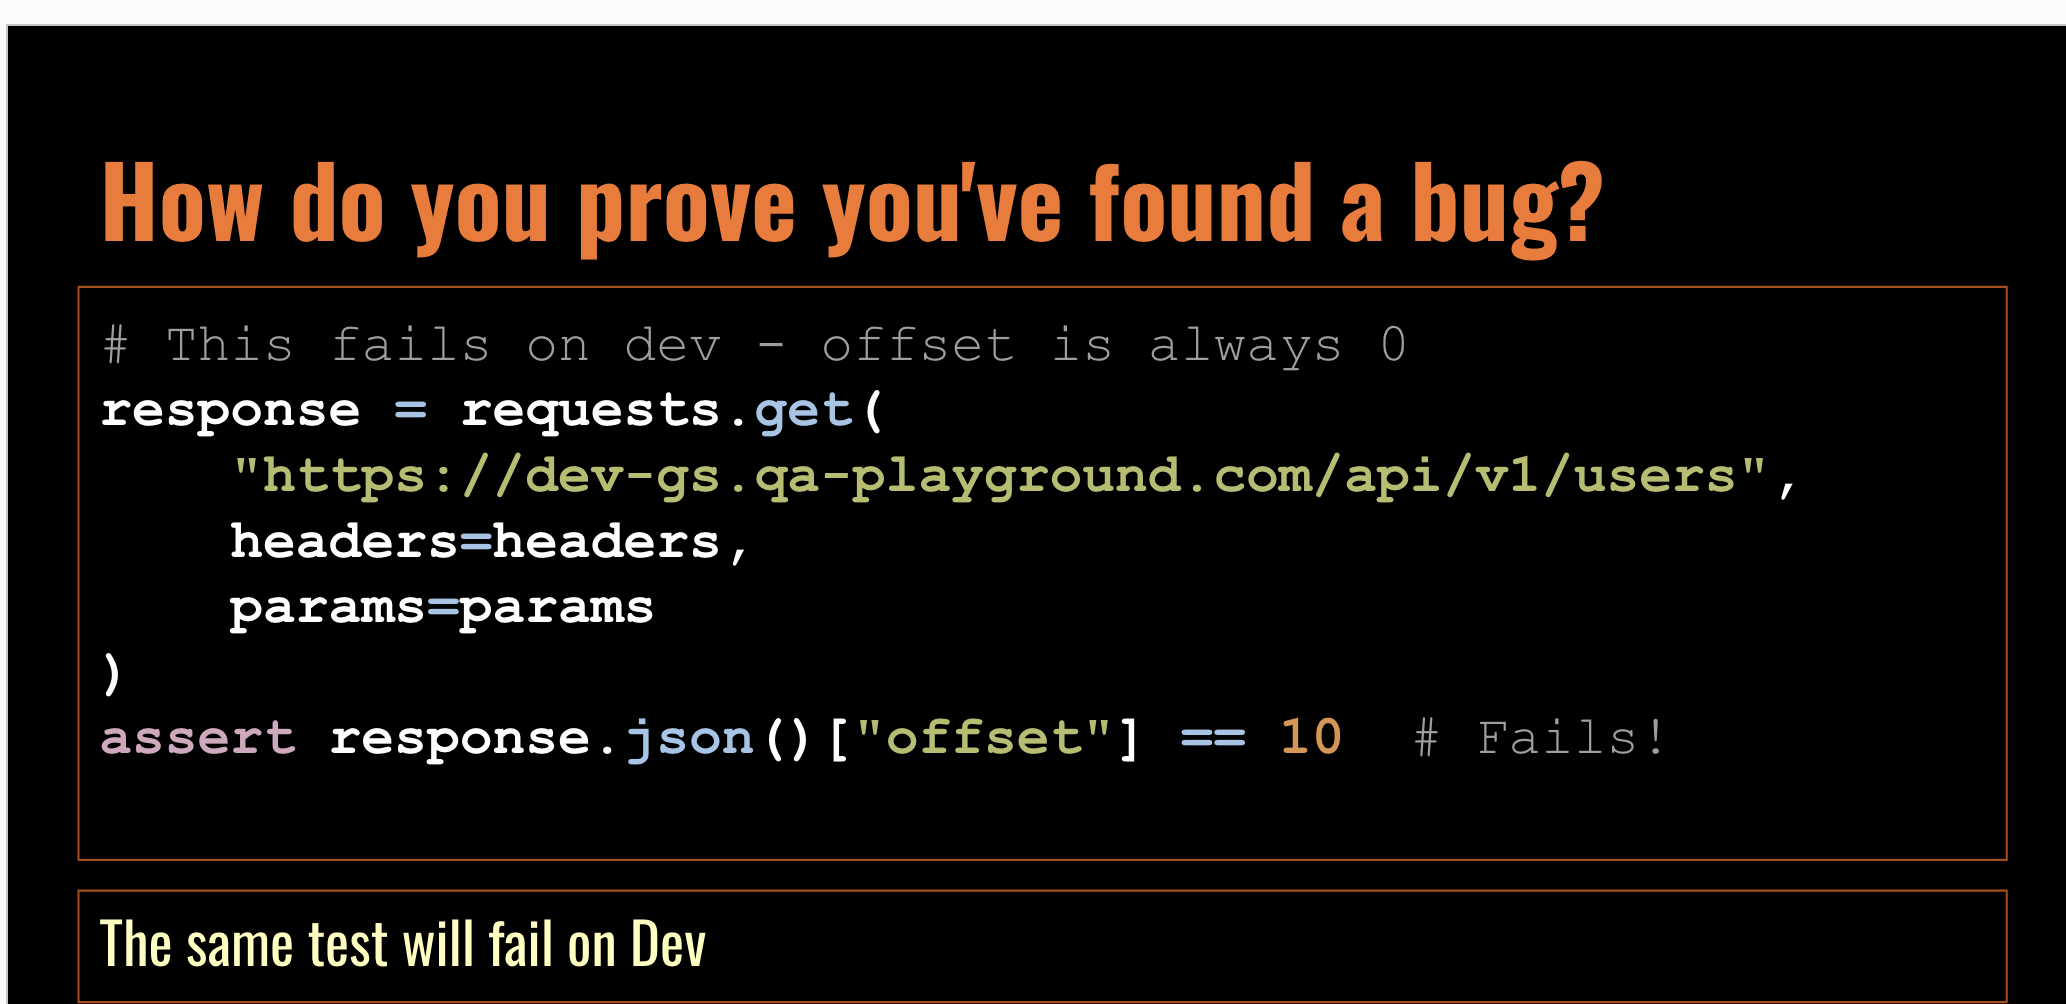 How do you prove you've found a bug?
# This fails on dev - offset is always 0
response = requests.get(
    "https://dev-gs.qa-playground.com/api/v1/users",
    headers=headers,
    params=params
)
assert response.json()["offset"] == 10  # Fails!
The same test will fail on Dev